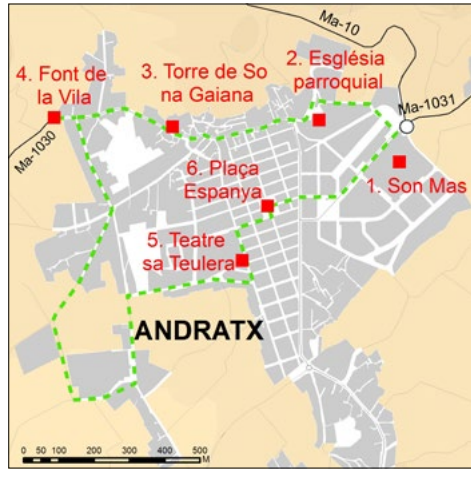 Ma-10
2. Església
parroquial
4. Font de
la Vila
3. Torre de So
na Gaiana
Ma-1031
Ma-1030
6. Plaça
Espanya
1. Son Mas
5. Teatre
sa Teulera
ANDRATX
0 50 100 200 300 400 500
M